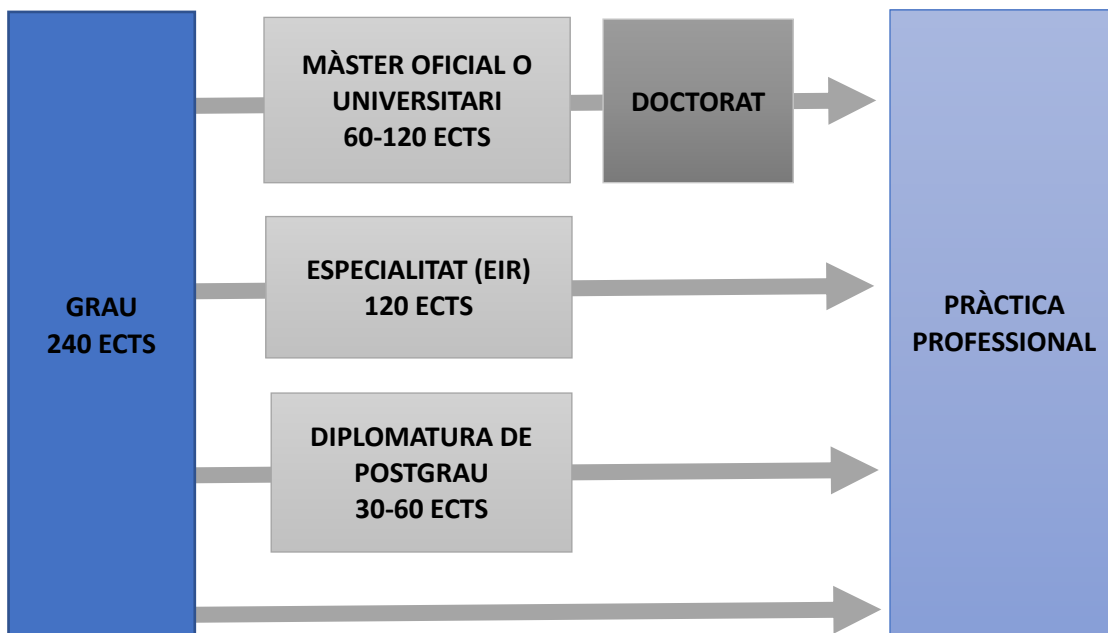 GRAU
240 ECTS
MÀSTER OFICIAL O
UNIVERSITARI
60-120 ECTS
DOCTORAT
ESPECIALITAT (EIR)
120 ECTS
DIPLOMATURA DE
POSTGRAU
30-60 ECTS
PRÀCTICA
PROFESSIONAL